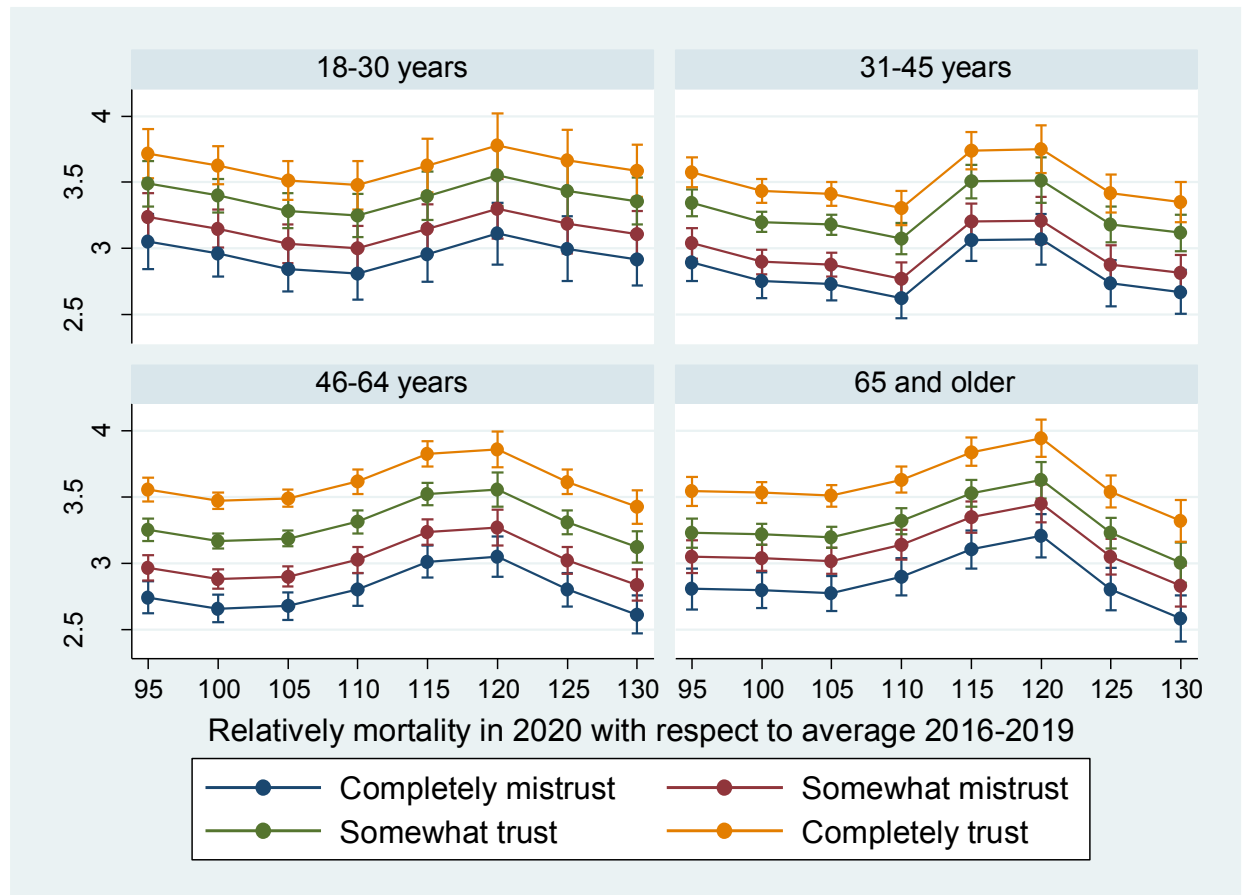 18-30 years
31-45 years
4
3.5
3
2.5
46-64 years
65 and older
4
3.5
3
2.5
95 100 105 110 115 120 125 130
95 100 105 110 115 120 125 130
Relatively mortality in 2020 with respect to average 2016-2019
Completely mistrust
Somewhat mistrust
Somewhat trust
Completely trust